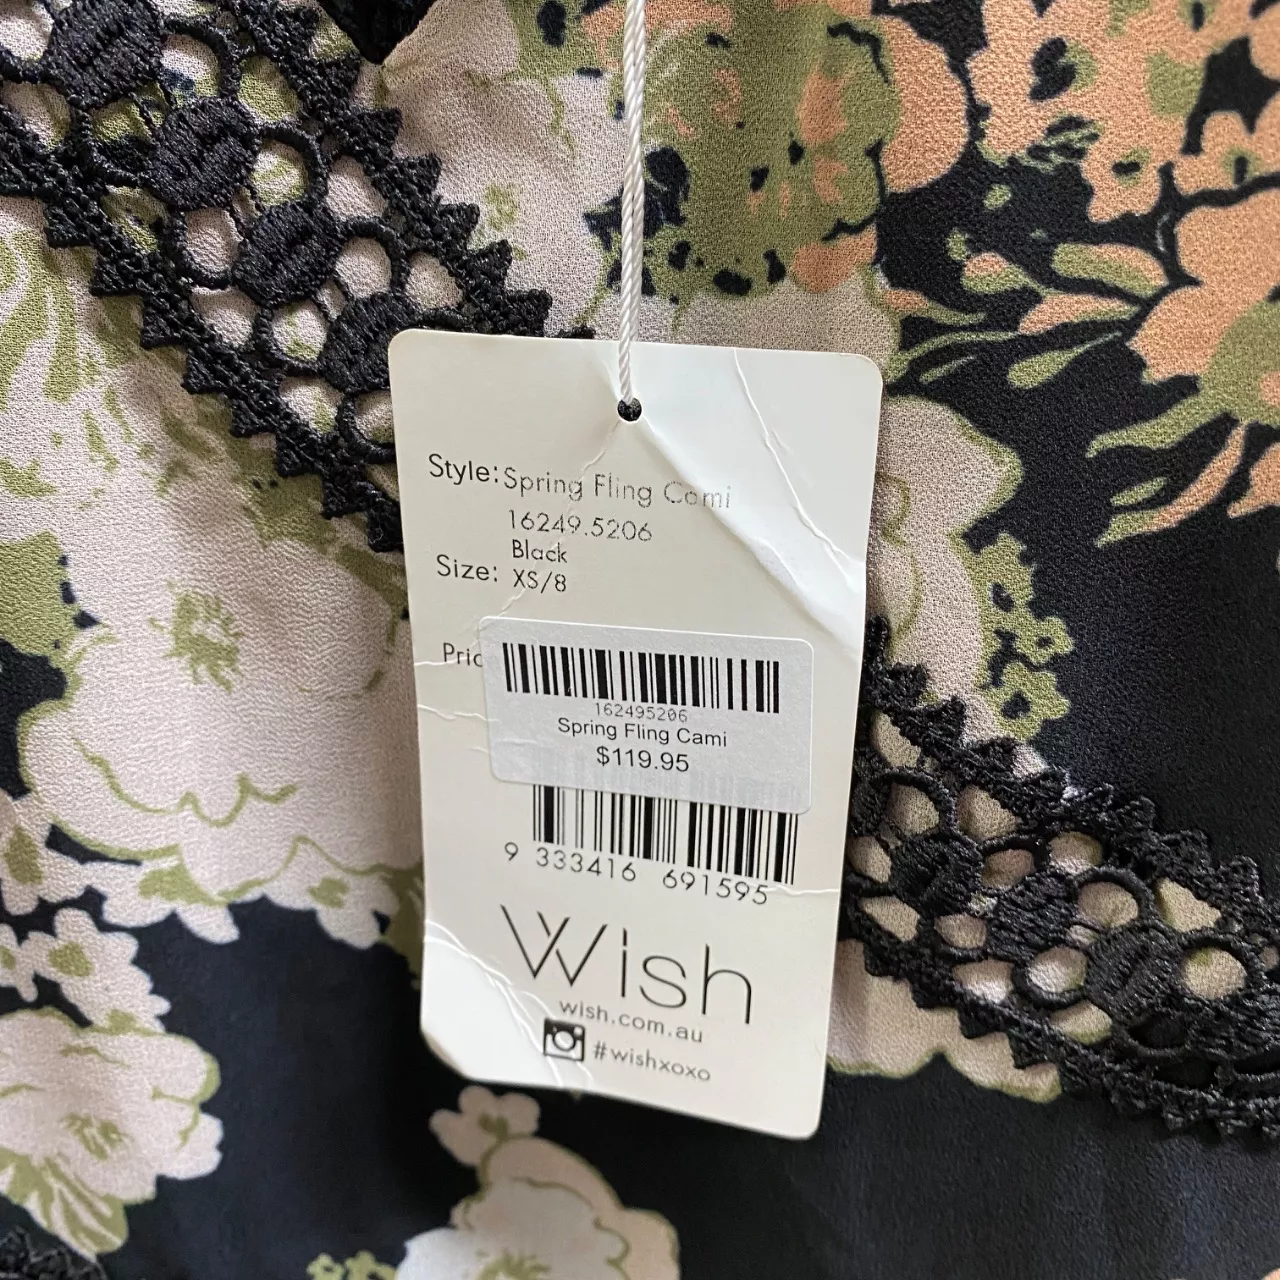 Style: Spring Fling Cami
16249.5206
Black
Size: XS/8
Pric
162495206
Spring Fling Cami
$119.95
9 333416 691595
Wish
wish.com.au
#wishxoxo